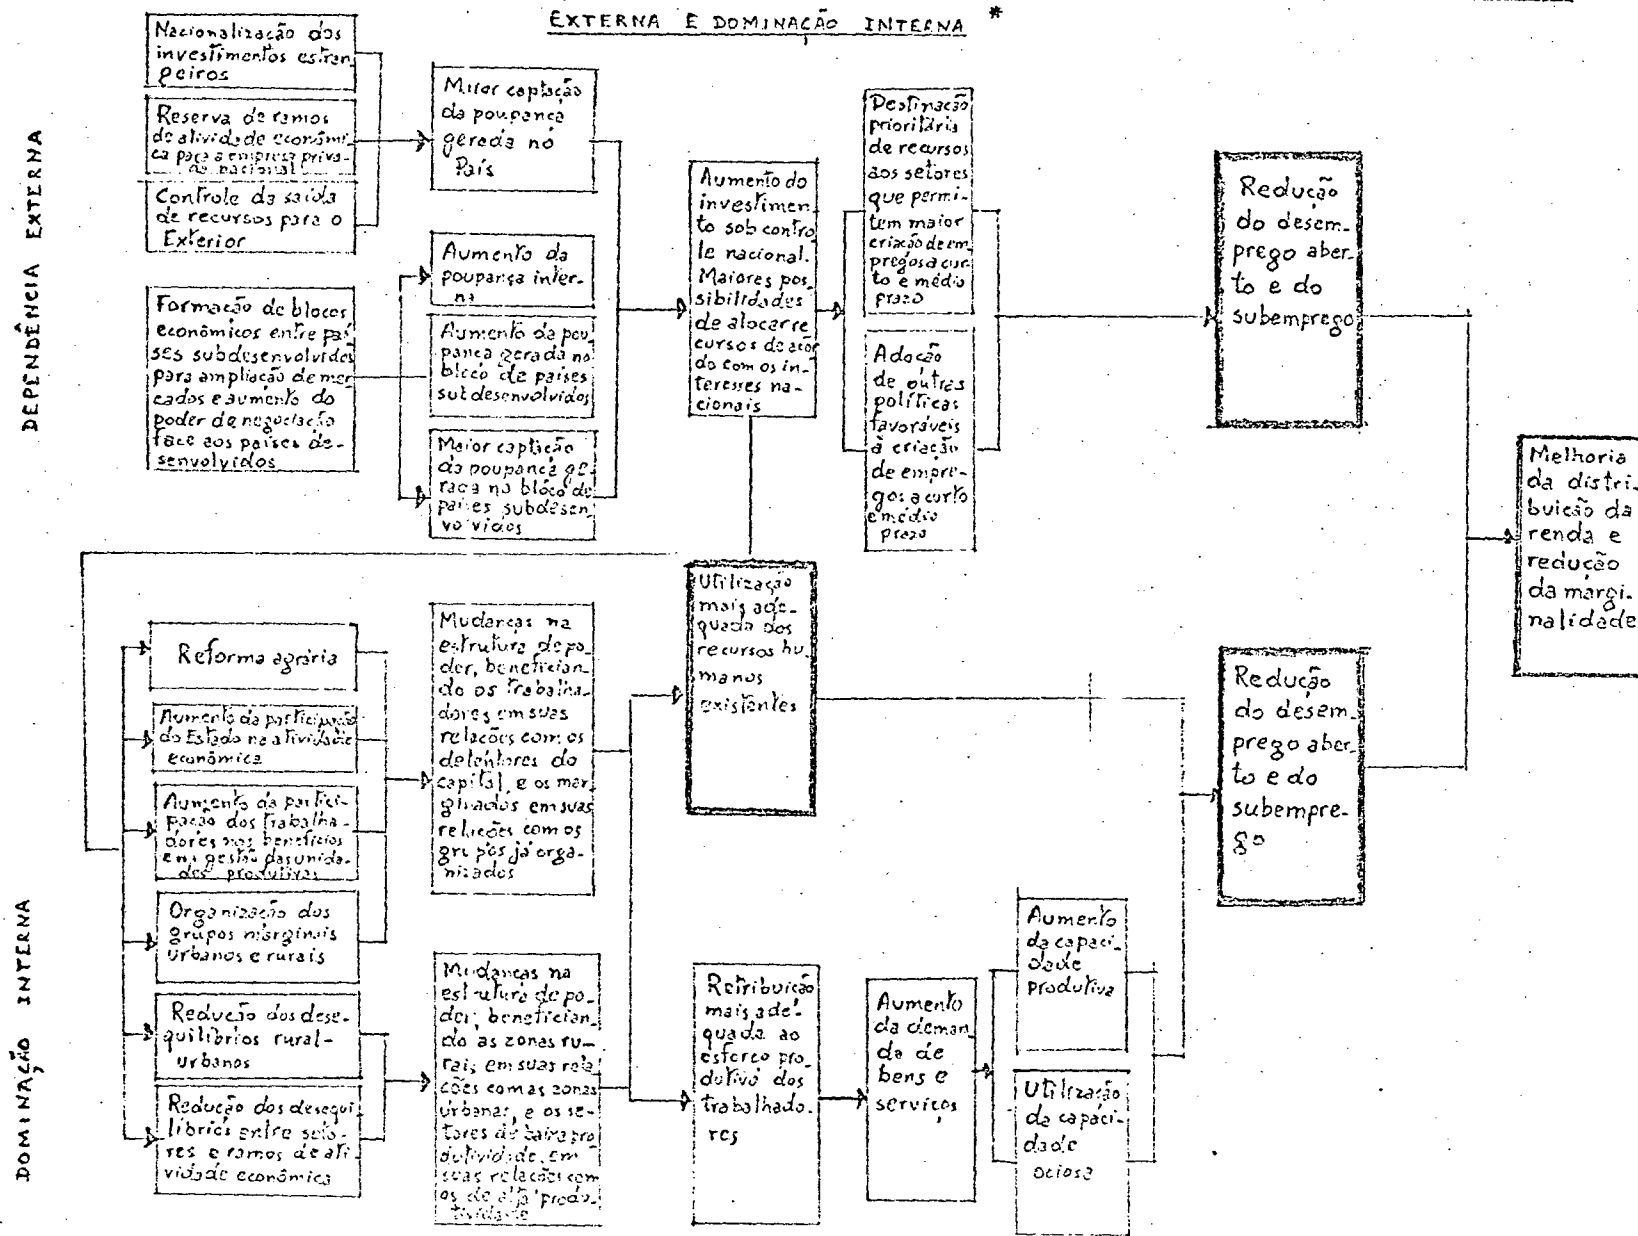 EXTERNA E DOMINAÇÃO INTERNA *
DEPENDÊNCIA EXTERNA
Nacionalização dos
investimentos estran-
geiros
Reserva de ramos
de atividade econômi-
ca para a empresa priva-
da nacional
Controle da saída
de recursos para o
Exterior
Formação de blocos
econômicos entre paí-
ses subdesenvolvidos
para ampliação de mer
cados e aumento do
poder de negociação
face aos países de-
senvolvidos
Maior captação
da poupança
gerada no
País
Aumento da
poupança inter-
na
Aumento da pou
pança gerada no
bloco de países
subdesenvolvidos
Maior captação
da poupança ge-
rada no bloco de
países subdesen
volvidos
Aumento do
investimen
to sob contro
le nacional.
Maiores pos_
sibilidades
de alocar re
cursos de acôr
do com os in-
teresses na-
cionais
Destinação
prioritária
de recursos
aos setores
que permi-
tem maior
criação de em
pregos a cur-
to e médio
prazo
Adoção
de outras
políticas
favoráveis
à criação
de empre-
gos a curto
e médio
prazo
Redução
do desem-
prego aber-
to e do
subemprego
Melhoria
da distri-
buição da
renda e
redução
da margi-
nalidade
DOMINAÇÃO INTERNA
Reforma agrária
Aumento da participação
do Estado na atividade
econômica
Aumento da partici-
pação dos trabalha-
dores nos benefícios
e na gestão das unida-
des produtivas
Organização dos
grupos marginais
urbanos e rurais
Redução dos dese-
quilíbrios rural-
urbanos
Redução dos desequi
líbrios entre seto-
res e ramos de ati-
vidade econômica
Mudanças na
estrutura de po_
der, benefician-
do os trabalha-
dores em suas
relações com os
detentores do
capital, e os mar_
ginados em suas
relações com os
grupos já orga-
nizados
Mudanças na
estrutura de po_
der, benefician_
do as zonas ru-
rais em suas rela
ções com as zonas
urbanas, e os se-
tores de baixa pro
dutividade, em
suas relações com
os de alta produ-
tividade
Utilização
mais ade-
quada dos
recursos hu_
manos
existentes
Retribuição
mais ade-
quada ao
esforço pro_
dutivo dos
trabalhado-
res
Aumento
da deman
da de
bens e
serviços
Aumento
da capaci-
dade
produtiva
Utilização
da capaci-
dade
ociosa
Redução
do desem-
prego aber-
to e do
subempre-
go